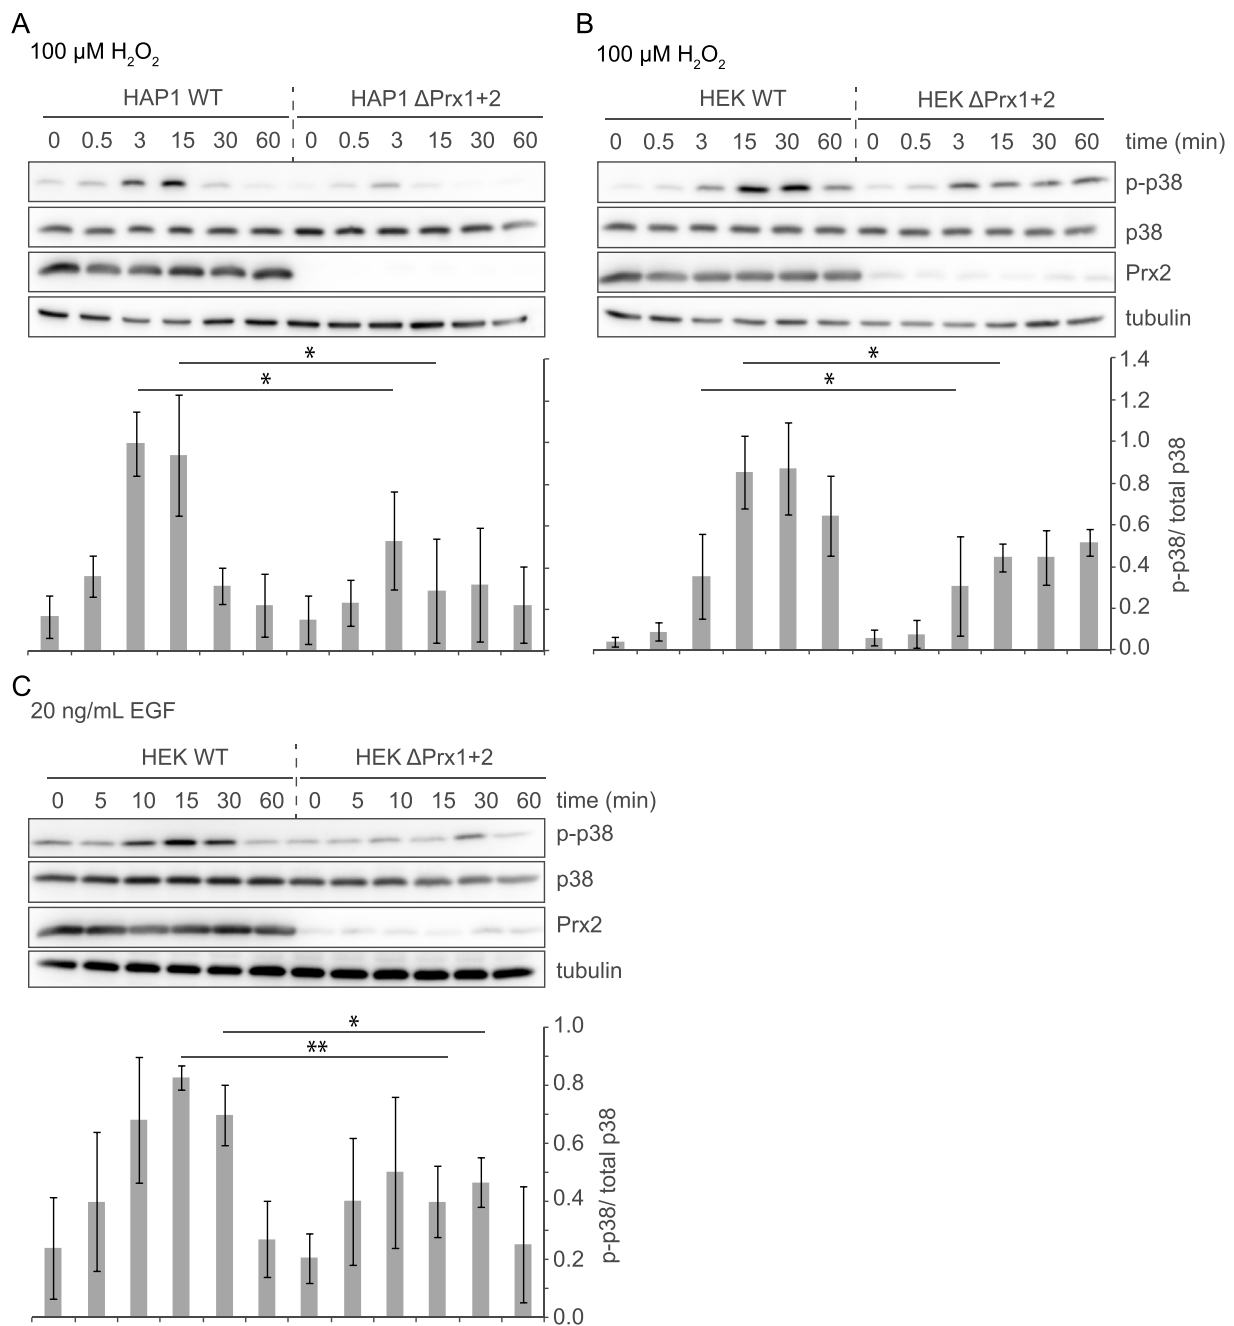 A
100 µM H2O2
HAP1 WT
HAP1 ΔPrx1+2
0 0.5 3 15 30 60 0 0.5 3 15 30 60
* 
*
B
100 µM H2O2
HEK WT
HEK ΔPrx1+2
0 0.5 3 15 30 60 0 0.5 3 15 30 60 time (min)
p-p38
p38
Prx2
tubulin
*
*
1.4
1.2
1.0
0.8
0.6
0.4
0.2
0.0
p-p38/ total p38
C
20 ng/mL EGF
HEK WT
HEK ΔPrx1+2
0 5 10 15 30 60 0 5 10 15 30 60 time (min)
p-p38
p38
Prx2
tubulin
*
**
1.0
0.8
0.6
0.4
0.2
0.0
p-p38/ total p38